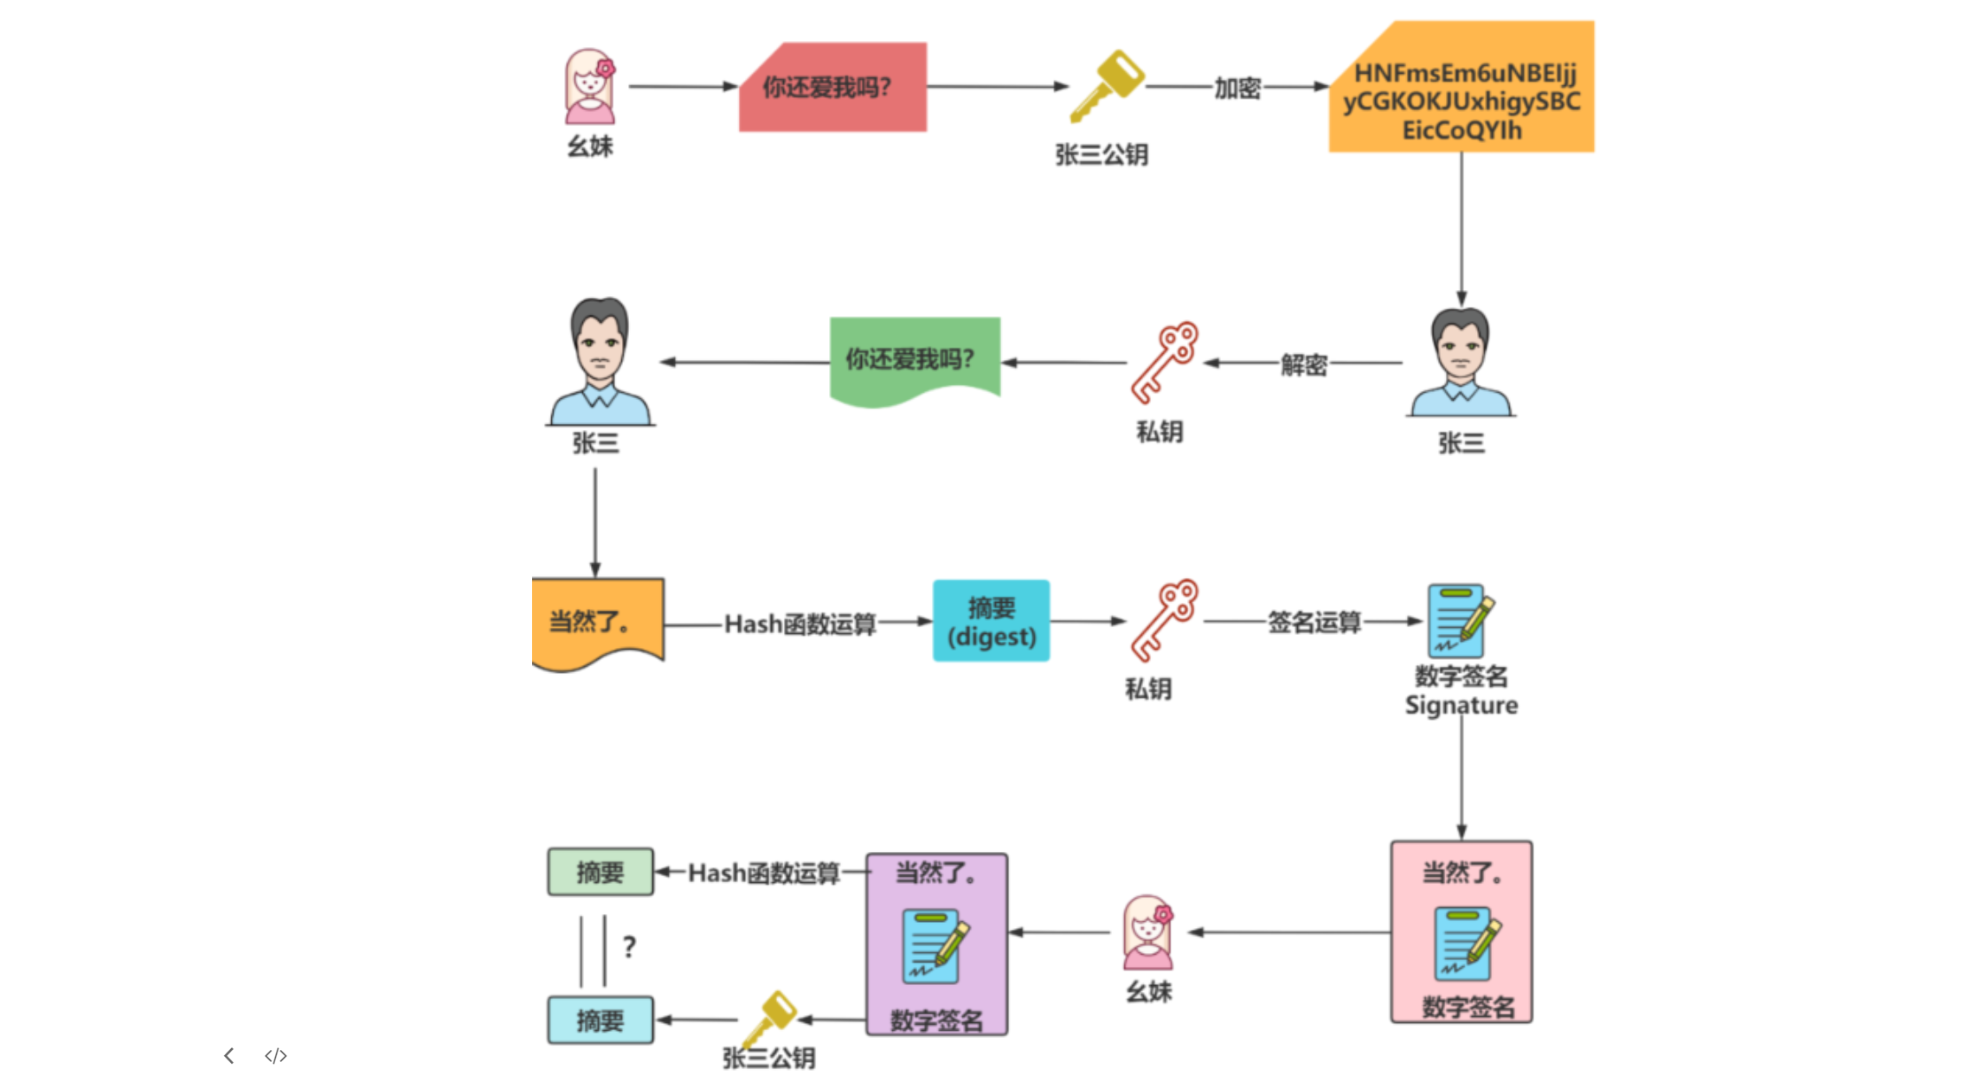 你还爱我吗？
幺妹
张三公钥
加密
HNFmsEm6uNBEIjj
yCGKOKJUxhigySBC
EicCoQYIh
张三
你还爱我吗？
私钥
解密
张三
当然了。
Hash函数运算
摘要
(digest)
私钥
签名运算
数字签名
Signature
摘要
Hash函数运算
当然了。
?
摘要
张三公钥
数字签名
幺妹
当然了。
数字签名